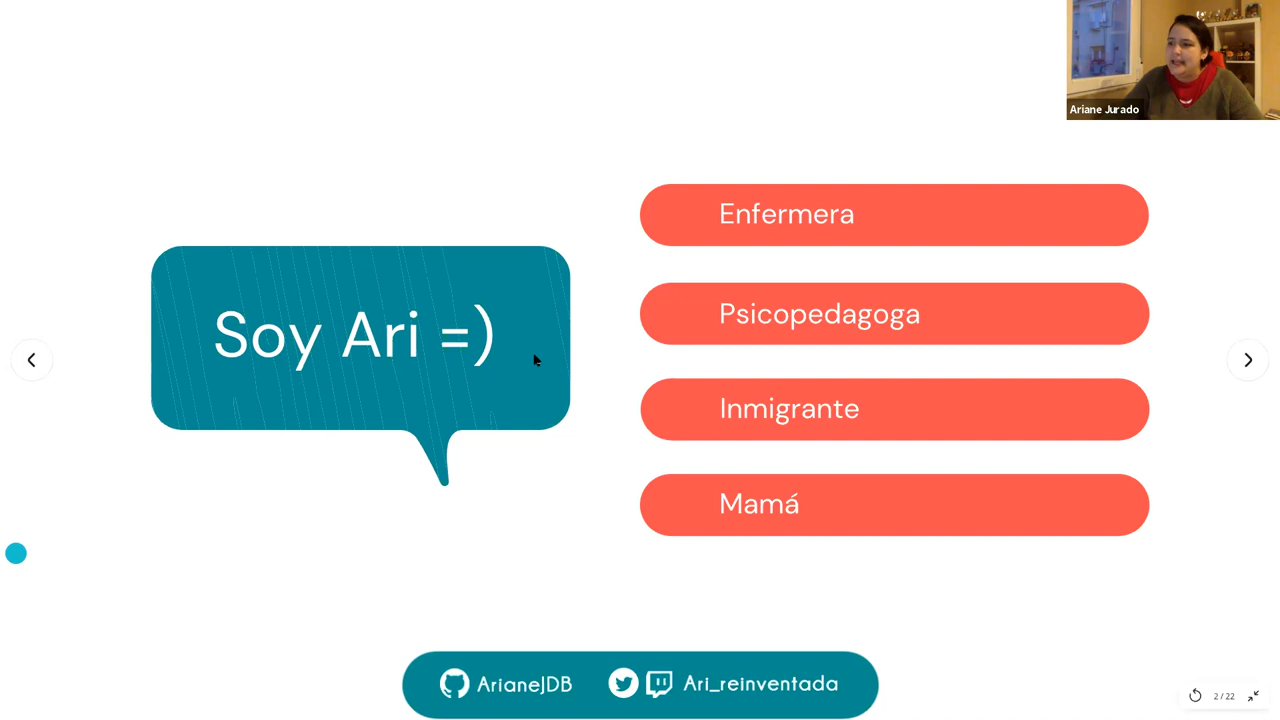 Ariane Jurado
Soy Ari =)
Enfermera
Psicopedagoga
Inmigrante
Mamá
ArianeJDB
Ari_reinventada
2 / 22